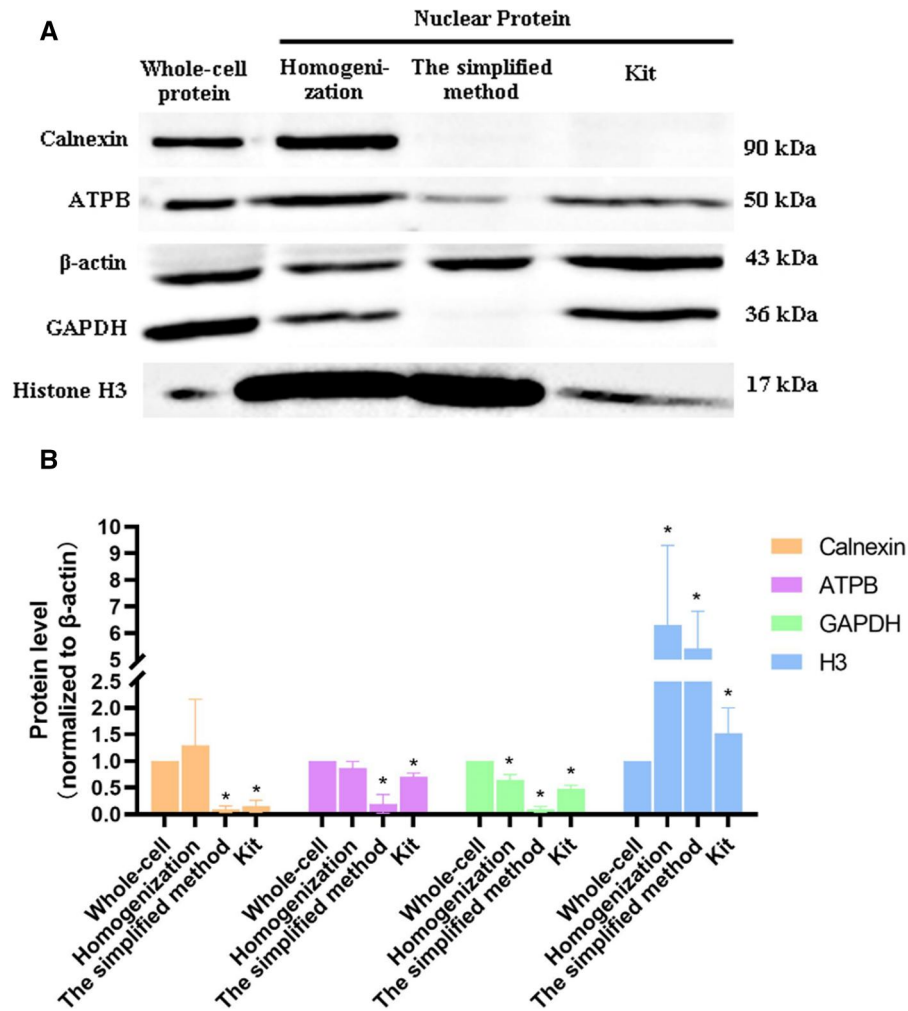 A
Nuclear Protein
Whole-cell
protein
Homogeni-
zation
The simplified
method
Kit
Calnexin
90 kDa
ATPB
50 kDa
β-actin
43 kDa
GAPDH
36 kDa
Histone H3
17 kDa
B
Protein level
(normalized to β-actin)
10
9
8
7
6
5
2.5
2.0
1.5
1.0
0.5
0.0
* * * * * * * * * *
Calnexin
ATPB
GAPDH
H3
Whole-cell
Homogenization
The simplified method
Kit
Whole-cell
Homogenization
The simplified method
Kit
Whole-cell
Homogenization
The simplified method
Kit
Whole-cell
Homogenization
The simplified method
Kit